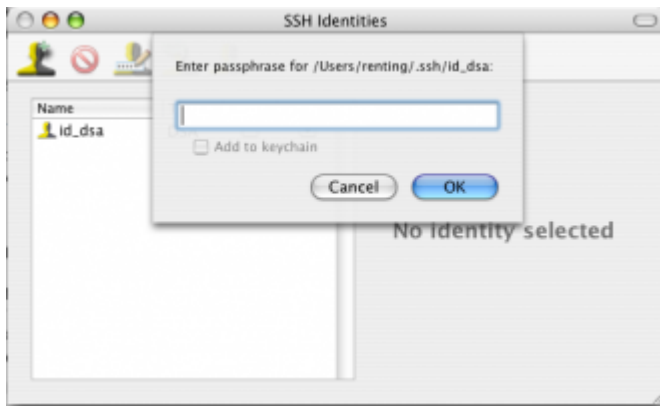 SSH Identities
Enter passphrase for /Users/renting/.ssh/id_dsa:
Add to keychain
Cancel
OK
Name
id_dsa
No identity selected